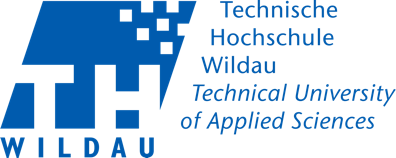 TH
WILDAU
Technische
Hochschule
Wildau
Technical University
of Applied Sciences